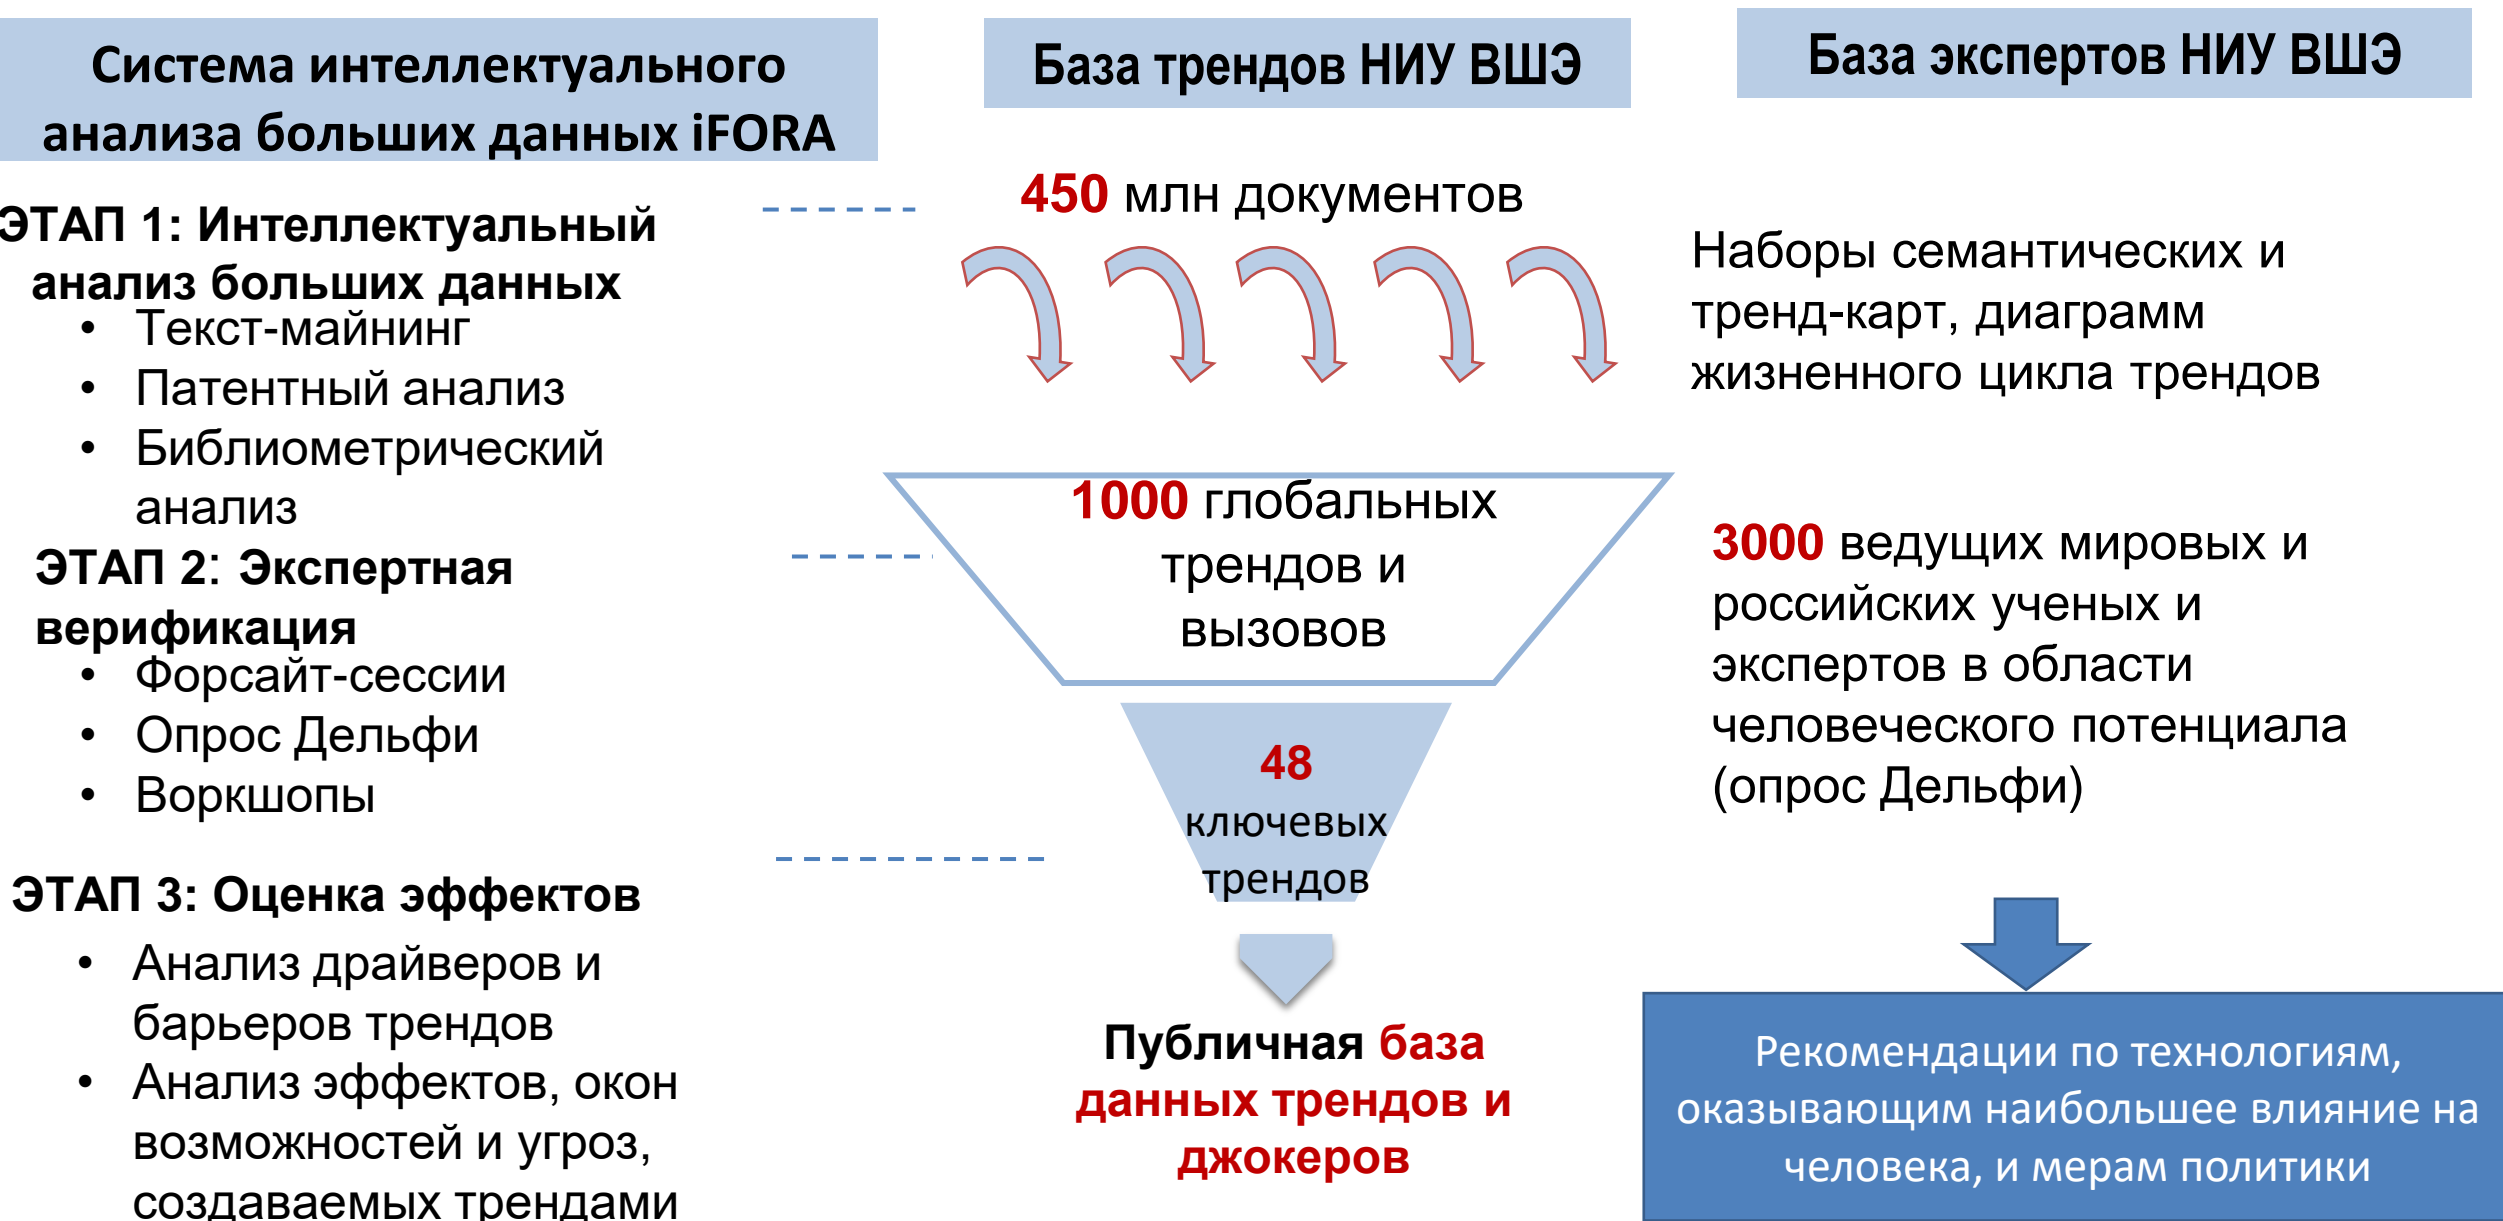 Система интеллектуального
анализа больших данных iFORA
ЭТАП 1: Интеллектуальный
анализ больших данных
• Текст-майнинг
• Патентный анализ
• Библиометрический
анализ
ЭТАП 2: Экспертная
верификация
• Форсайт-сессии
• Опрос Дельфи
• Воркшопы
ЭТАП 3: Оценка эффектов
• Анализ драйверов и
барьеров трендов
• Анализ эффектов, окон
возможностей и угроз,
создаваемых трендами
База трендов НИУ ВШЭ
450 млн документов
1000 глобальных
трендов и
вызовов
48
ключевых
трендов
Публичная база
данных трендов и
джокеров
База экспертов НИУ ВШЭ
Наборы семантических и
тренд-карт, диаграмм
жизненного цикла трендов
3000 ведущих мировых и
российских ученых и
экспертов в области
человеческого потенциала
(опрос Дельфи)
Рекомендации по технологиям,
оказывающим наибольшее влияние на
человека, и мерам политики